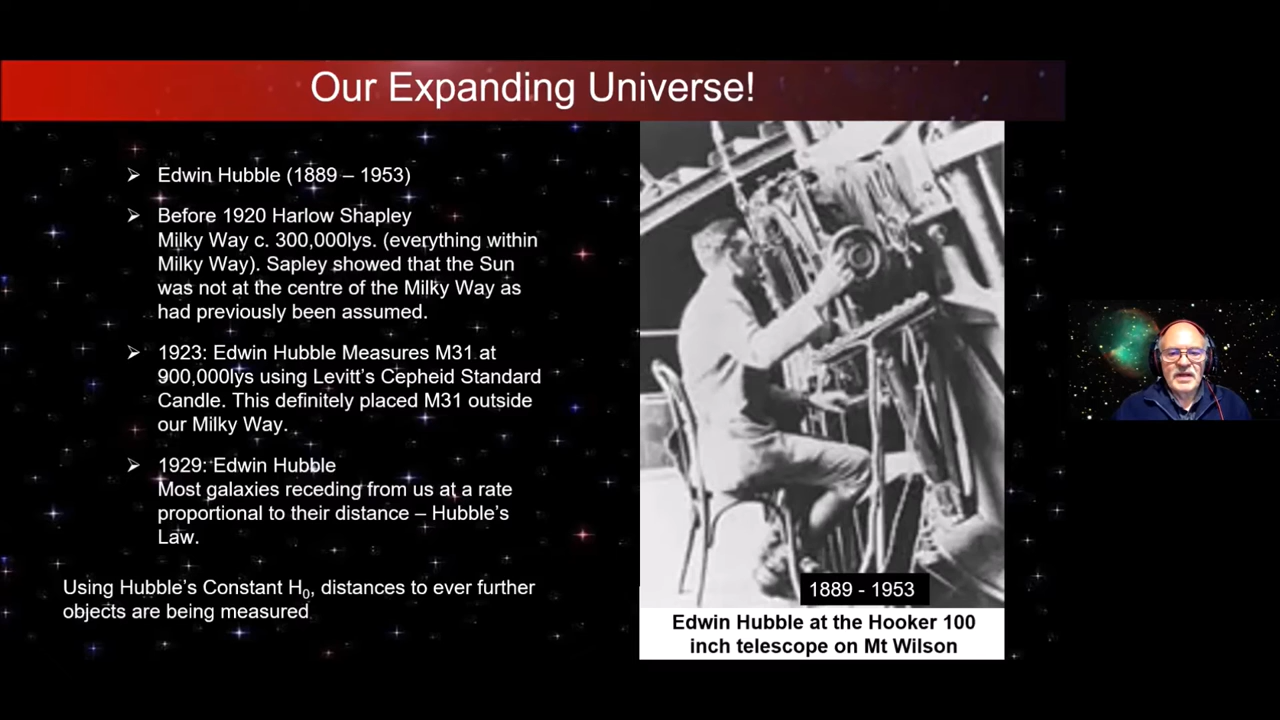 Our Expanding Universe!
Edwin Hubble (1889 – 1953)
Before 1920 Harlow Shapley
Milky Way c. 300,000lys. (everything within
Milky Way). Sapley showed that the Sun
was not at the centre of the Milky Way as
had previously been assumed.
1923: Edwin Hubble Measures M31 at
900,000lys using Levitt's Cepheid Standard
Candle. This definitely placed M31 outside
our Milky Way.
1929: Edwin Hubble
Most galaxies receding from us at a rate
proportional to their distance – Hubble's
Law.
Using Hubble's Constant H₀, distances to ever further
objects are being measured
1889 - 1953
Edwin Hubble at the Hooker 100
inch telescope on Mt Wilson